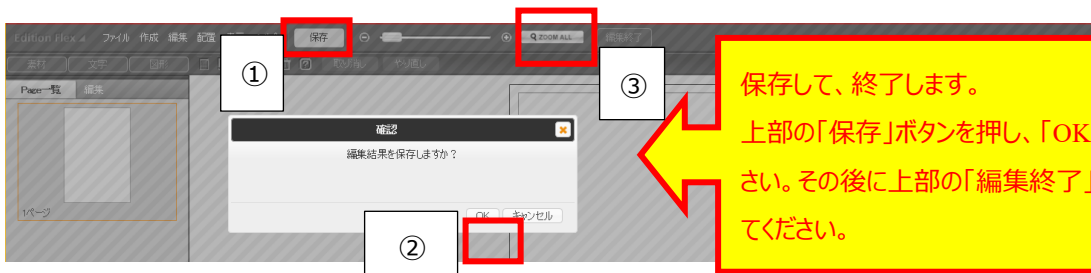 Edition Flex
ファイル 作成 編集 配置
保存
ZOOM ALL
編集終了
素材 文字 図形
取り消し やり直し
①
③
Page一覧 編集
確認
編集結果を保存しますか？
1ページ
OK キャンセル
②
保存して、終了します。
上部の「保存」ボタンを押し、「OK
さい。その後に上部の「編集終了」
てください。